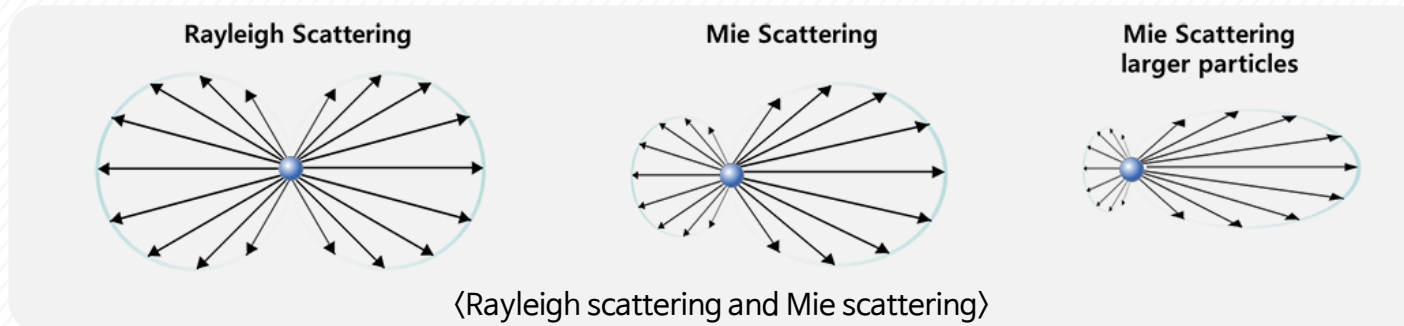 Rayleigh Scattering
Mie Scattering
Mie Scattering
larger particles
〈Rayleigh scattering and Mie scattering〉